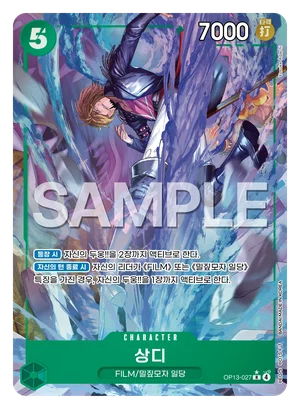 5
7000
타격
打
SAMPLE
등장 시 자신의 두웅!!을 2장까지 액티브로 한다.
자신의 턴 종료 시 자신의 리더가 《FILM》 또는 《밀짚모자 일당》
특징을 가진 경우, 자신의 두웅!!을 1장까지 액티브로 한다.
CHARACTER
상디
FILM/밀짚모자 일당
OP13-027 R
4